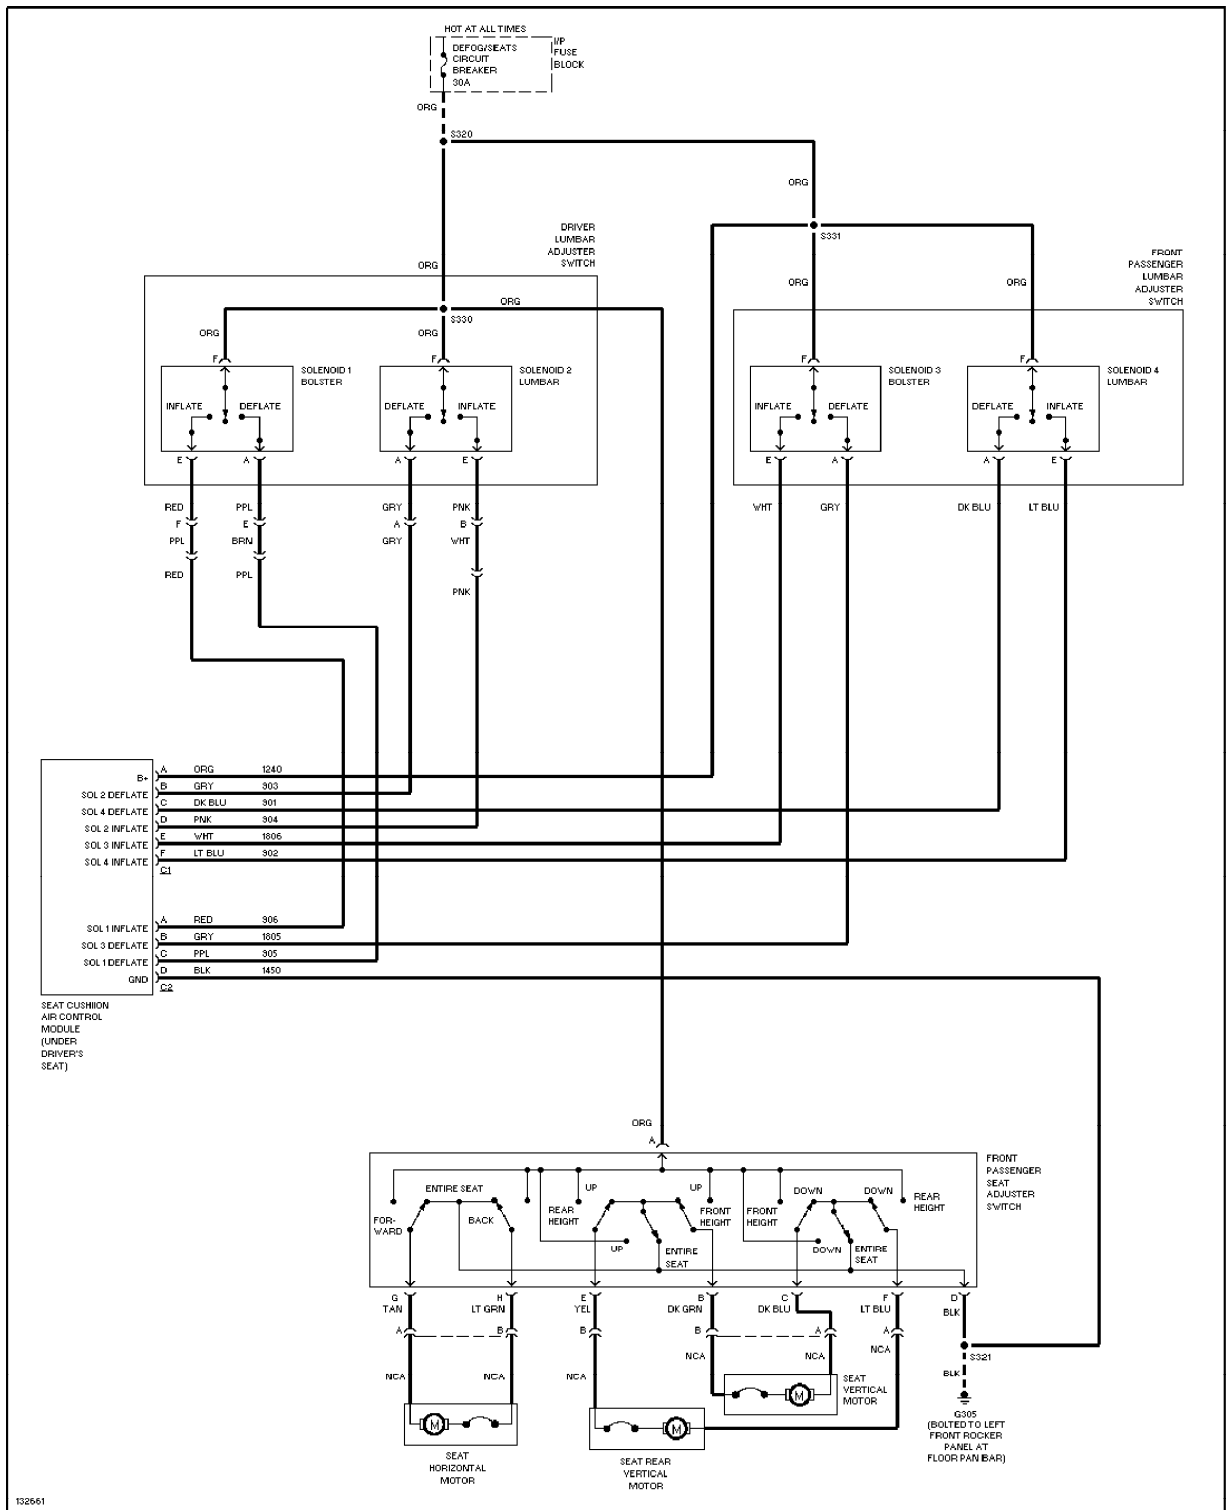 HOT AT ALL TIMES
DEFOG/SEATS
CIRCUIT
BREAKER
30A
I/P
FUSE
BLOCK
ORG
S320
ORG
S331
DRIVER
LUMBAR
ADJUSTER
SWITCH
FRONT
PASSENGER
LUMBAR
ADJUSTER
SWITCH
ORG
ORG
ORG
ORG
S330
ORG
ORG
F
F
F
F
SOLENOID 1
BOLSTER
SOLENOID 2
LUMBAR
SOLENOID 3
BOLSTER
SOLENOID 4
LUMBAR
INFLATE
DEFLATE
DEFLATE
INFLATE
INFLATE
DEFLATE
DEFLATE
INFLATE
E
A
A
E
E
A
A
E
RED
PPL
GRY
PNK
WHT
GRY
DK BLU
LT BLU
F
E
A
B
PPL
BRN
GRY
WHT
RED
PPL
PNK
B+
A
ORG
1240
SOL 2 DEFLATE
B
GRY
903
SOL 4 DEFLATE
C
DK BLU
901
SOL 2 INFLATE
D
PNK
904
SOL 3 INFLATE
E
WHT
1806
SOL 4 INFLATE
F
LT BLU
902
C1
SOL 1 INFLATE
A
RED
906
SOL 3 DEFLATE
B
GRY
1805
SOL 1 DEFLATE
C
PPL
905
GND
D
BLK
1450
C2
SEAT CUSHIION
AIR CONTROL
MODULE
(UNDER
DRIVER'S
SEAT)
ORG
A
FRONT
PASSENGER
SEAT
ADJUSTER
SWITCH
ENTIRE SEAT
UP
UP
DOWN
DOWN
FOR-
WARD
BACK
REAR
HEIGHT
FRONT
HEIGHT
FRONT
HEIGHT
REAR
HEIGHT
UP
ENTIRE
SEAT
DOWN
ENTIRE
SEAT
G
H
E
B
C
F
D
TAN
LT GRN
YEL
DK GRN
DK BLU
LT BLU
BLK
A
B
B
B
A
A
S321
NCA
NCA
NCA
NCA
NCA
NCA
BLK
M
M
M
SEAT
HORIZONTAL
MOTOR
SEAT REAR
VERTICAL
MOTOR
SEAT
VERTICAL
MOTOR
G305
(BOLTED TO LEFT
FRONT ROCKER
PANEL AT
FLOOR PAN IBAR)
132661